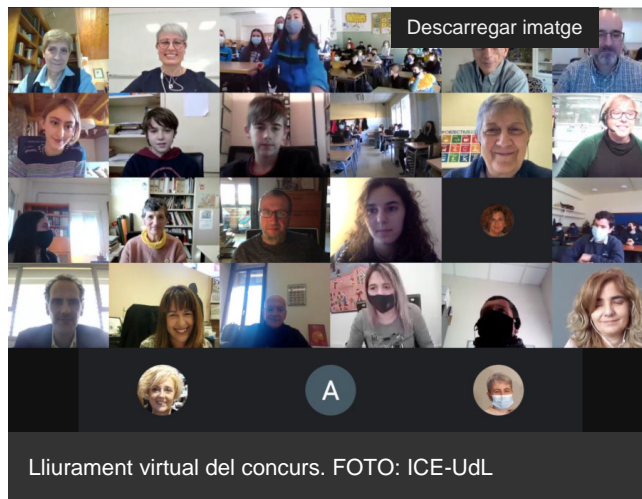 Descarregar imatge
A
Lliurament virtual del concurs. FOTO: ICE-UdL